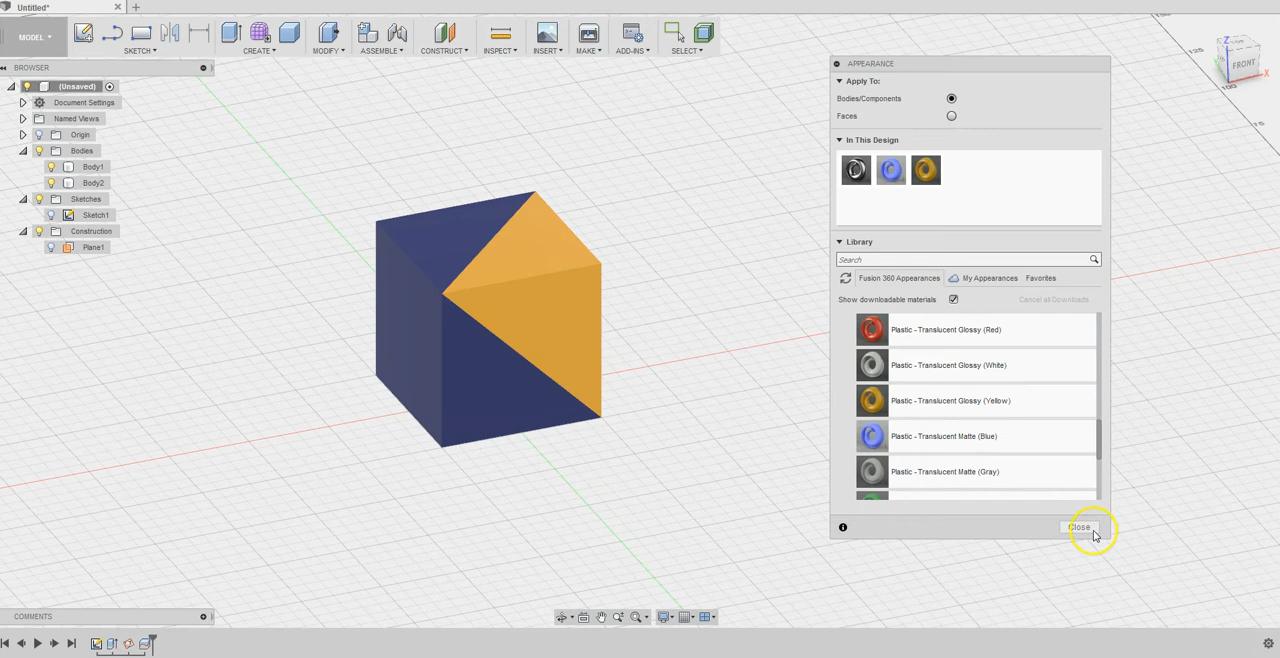 Untitled*
MODEL
SKETCH
CREATE
MODIFY
ASSEMBLE
CONSTRUCT
INSPECT
INSERT
MAKE
ADD-INS
SELECT
BROWSER
(Unsaved)
Document Settings
Named Views
Origin
Bodies
Body1
Body2
Sketches
Sketch1
Construction
Plane1
APPEARANCE
Apply To:
Bodies/Components
Faces
In This Design
Library
Search
Fusion 360 Appearances My Appearances Favorites
Show downloadable materials Cancel all Downloads
Plastic - Translucent Glossy (Red)
Plastic - Translucent Glossy (White)
Plastic - Translucent Glossy (Yellow)
Plastic - Translucent Matte (Blue)
Plastic - Translucent Matte (Gray)
Close
Z
FRONT
X
125
100
75
COMMENTS